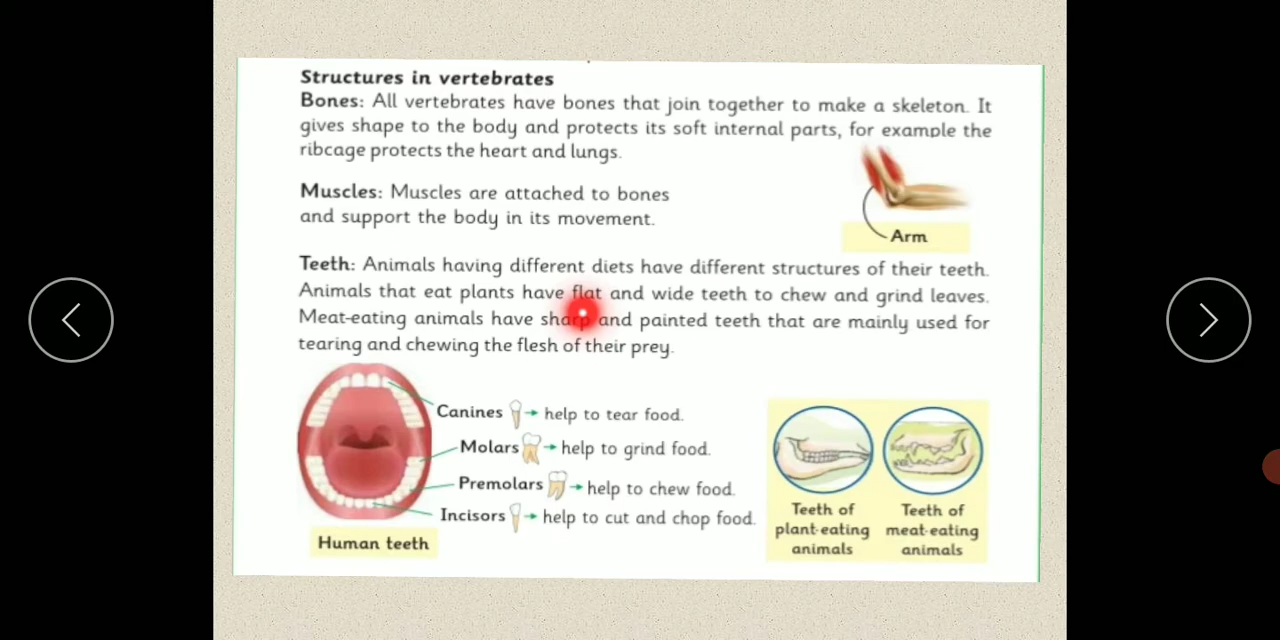 Structures in vertebrates
Bones: All vertebrates have bones that join together to make a skeleton. It
gives shape to the body and protects its soft internal parts, for example the
ribcage protects the heart and lungs.
Muscles: Muscles are attached to bones
and support the body in its movement.
Arm
Teeth: Animals having different diets have different structures of their teeth.
Animals that eat plants have flat and wide teeth to chew and grind leaves.
Meat-eating animals have sharp and painted teeth that are mainly used for
tearing and chewing the flesh of their prey.
Canines → help to tear food.
Molars → help to grind food.
Premolars → help to chew food.
Incisors → help to cut and chop food.
Human teeth
Teeth of
plant-eating
animals
Teeth of
meat-eating
animals